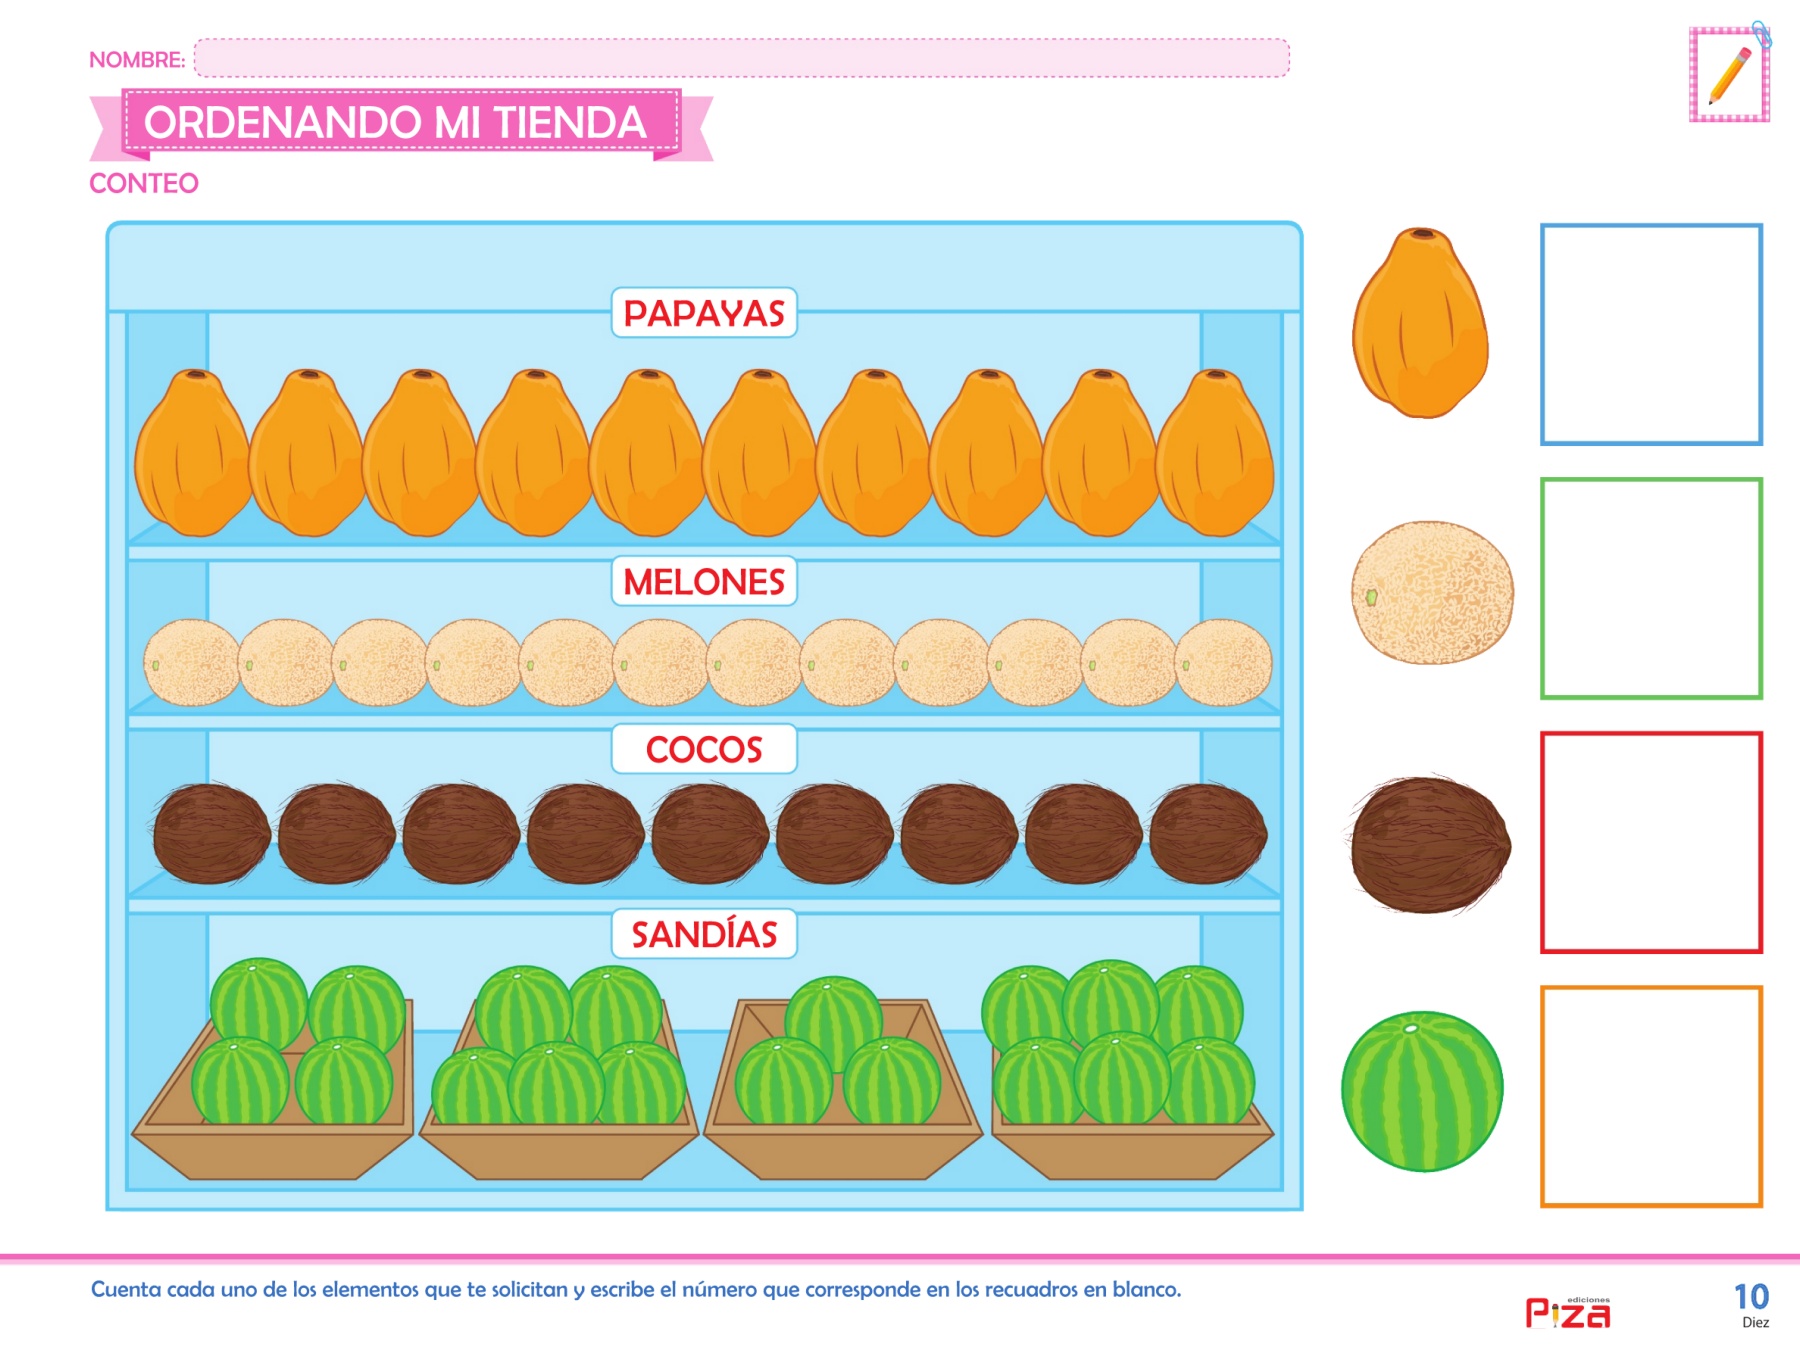 NOMBRE:
ORDENANDO MI TIENDA
CONTEO
PAPAYAS
MELONES
COCOS
SANDÍAS
Cuenta cada uno de los elementos que te solicitan y escribe el número que corresponde en los recuadros en blanco.
ediciones
Piza
10
Diez